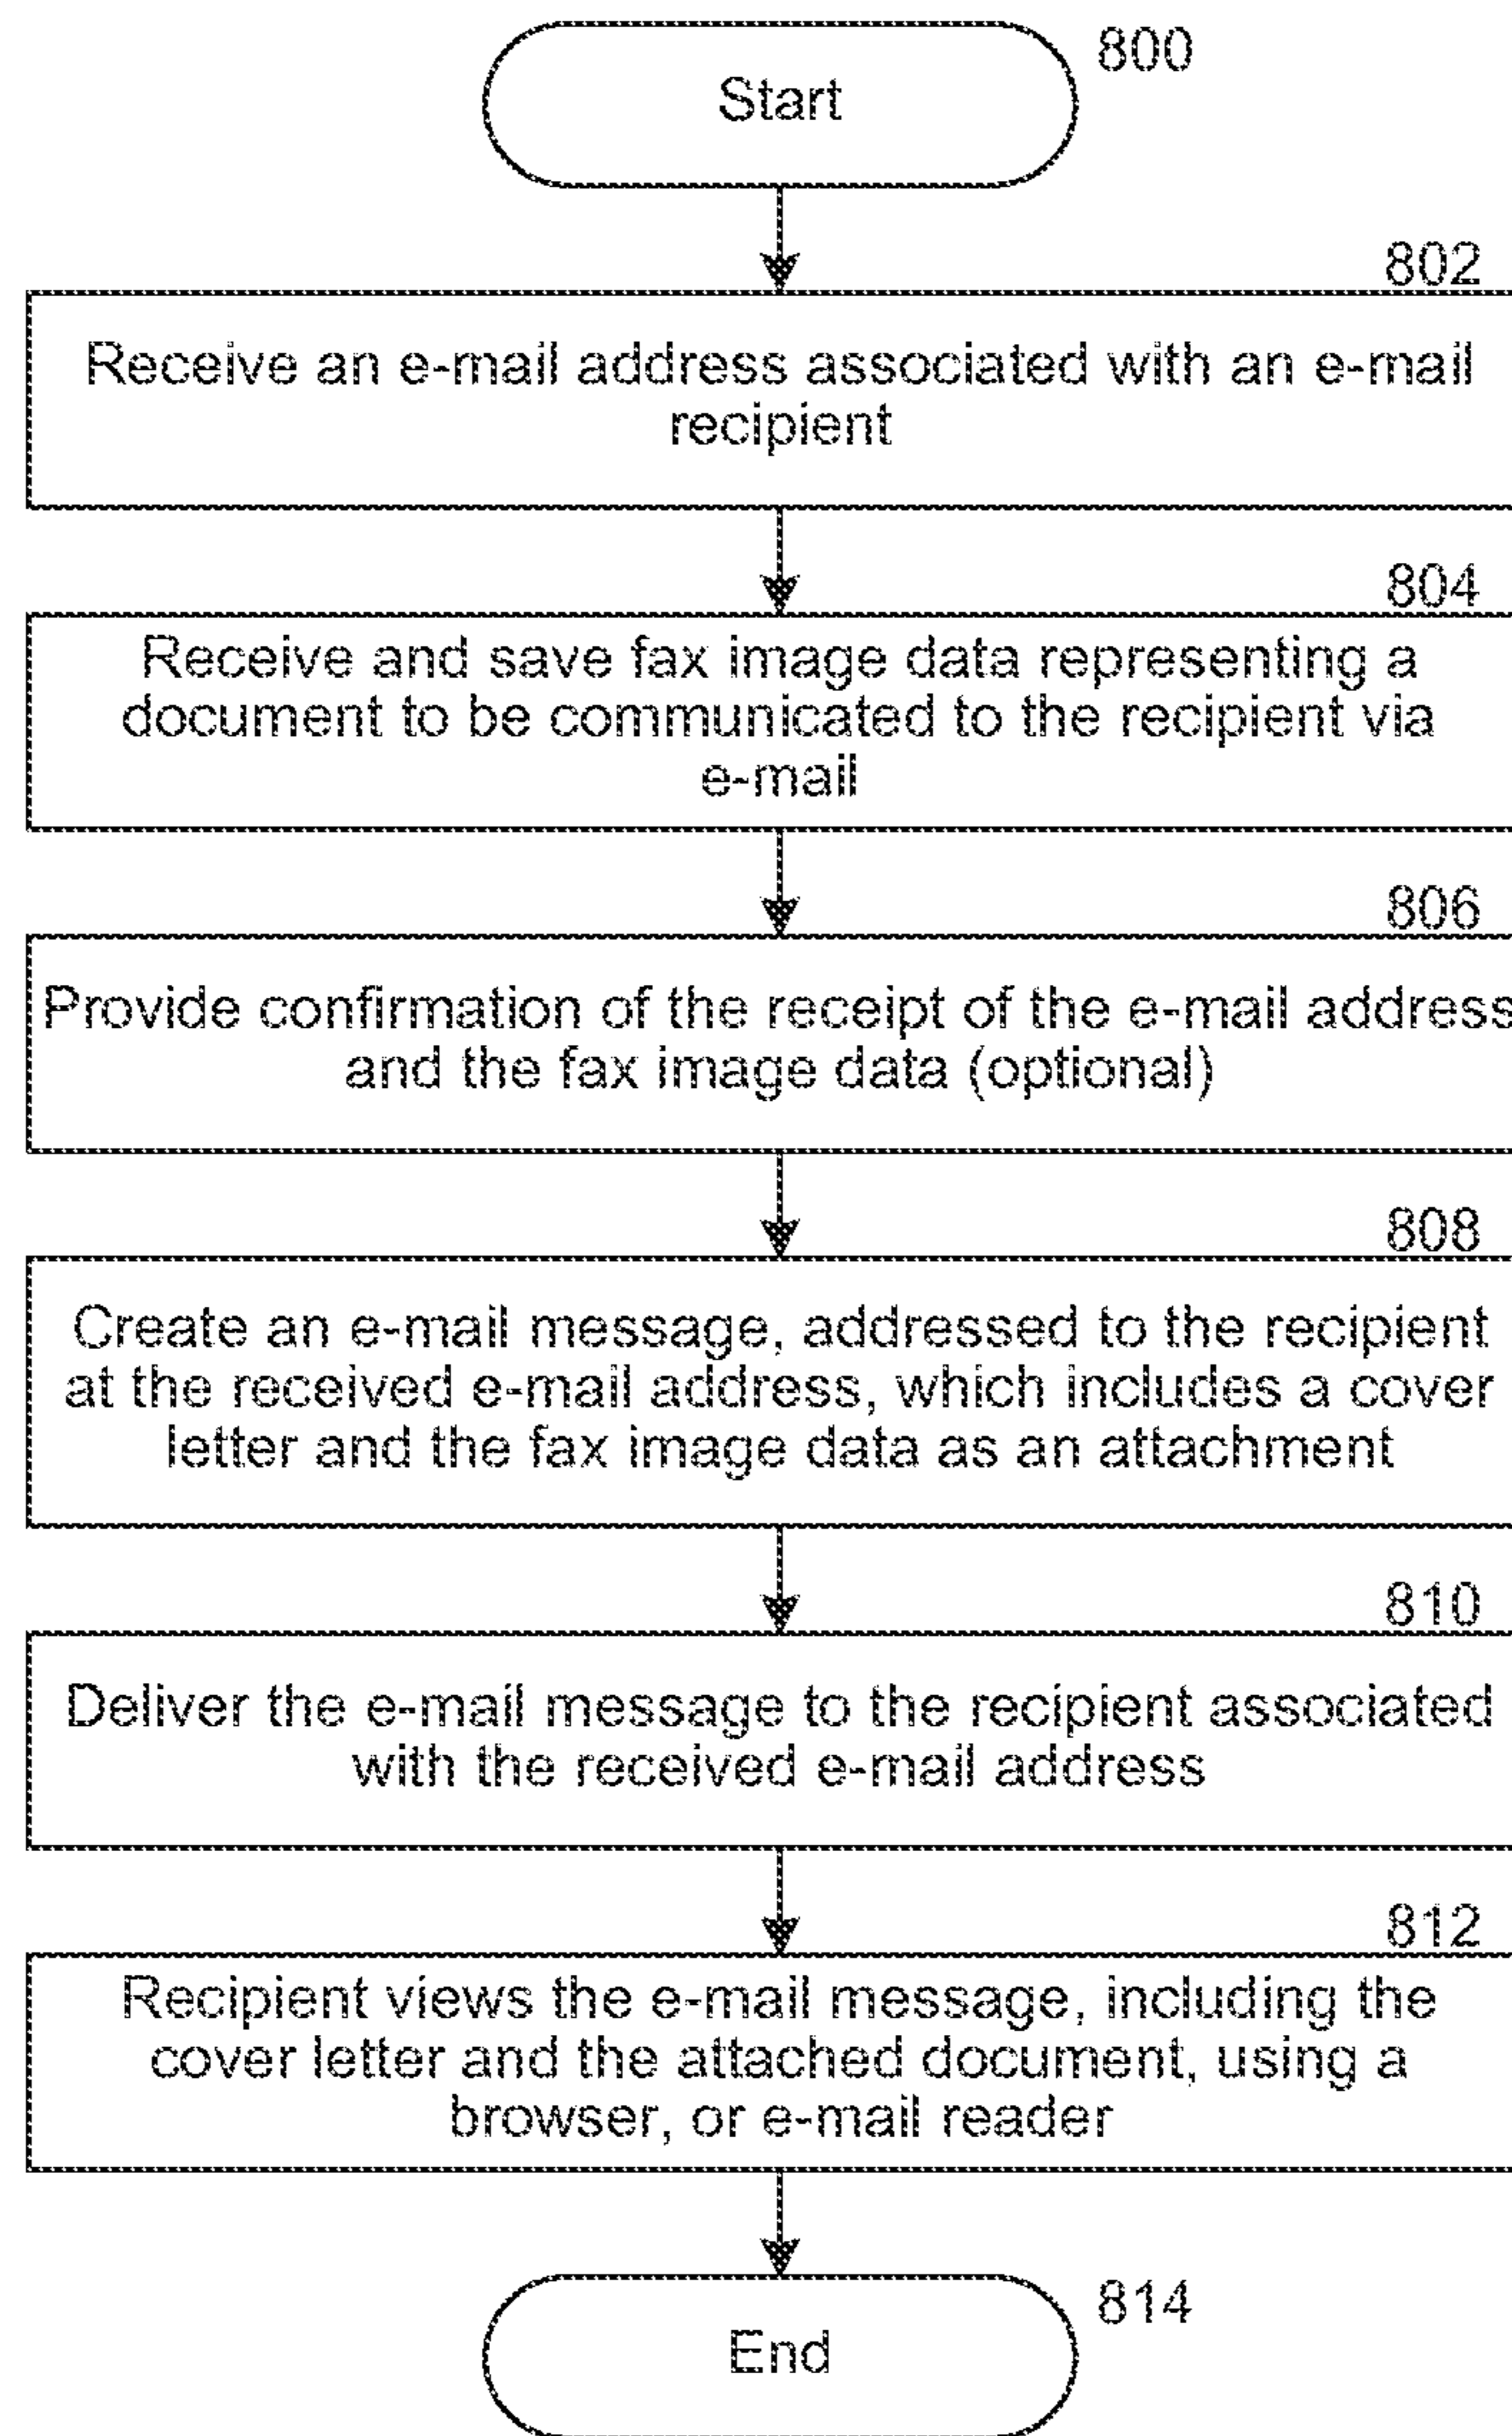 800
Start
802
Receive an e-mail address associated with an e-mail
recipient
804
Receive and save fax image data representing a
document to be communicated to the recipient via
e-mail
806
Provide confirmation of the receipt of the e-mail address
and the fax image data (optional)
808
Create an e-mail message, addressed to the recipient
at the received e-mail address, which includes a cover
letter and the fax image data as an attachment
810
Deliver the e-mail message to the recipient associated
with the received e-mail address
812
Recipient views the e-mail message, including the
cover letter and the attached document, using a
browser, or e-mail reader
814
End